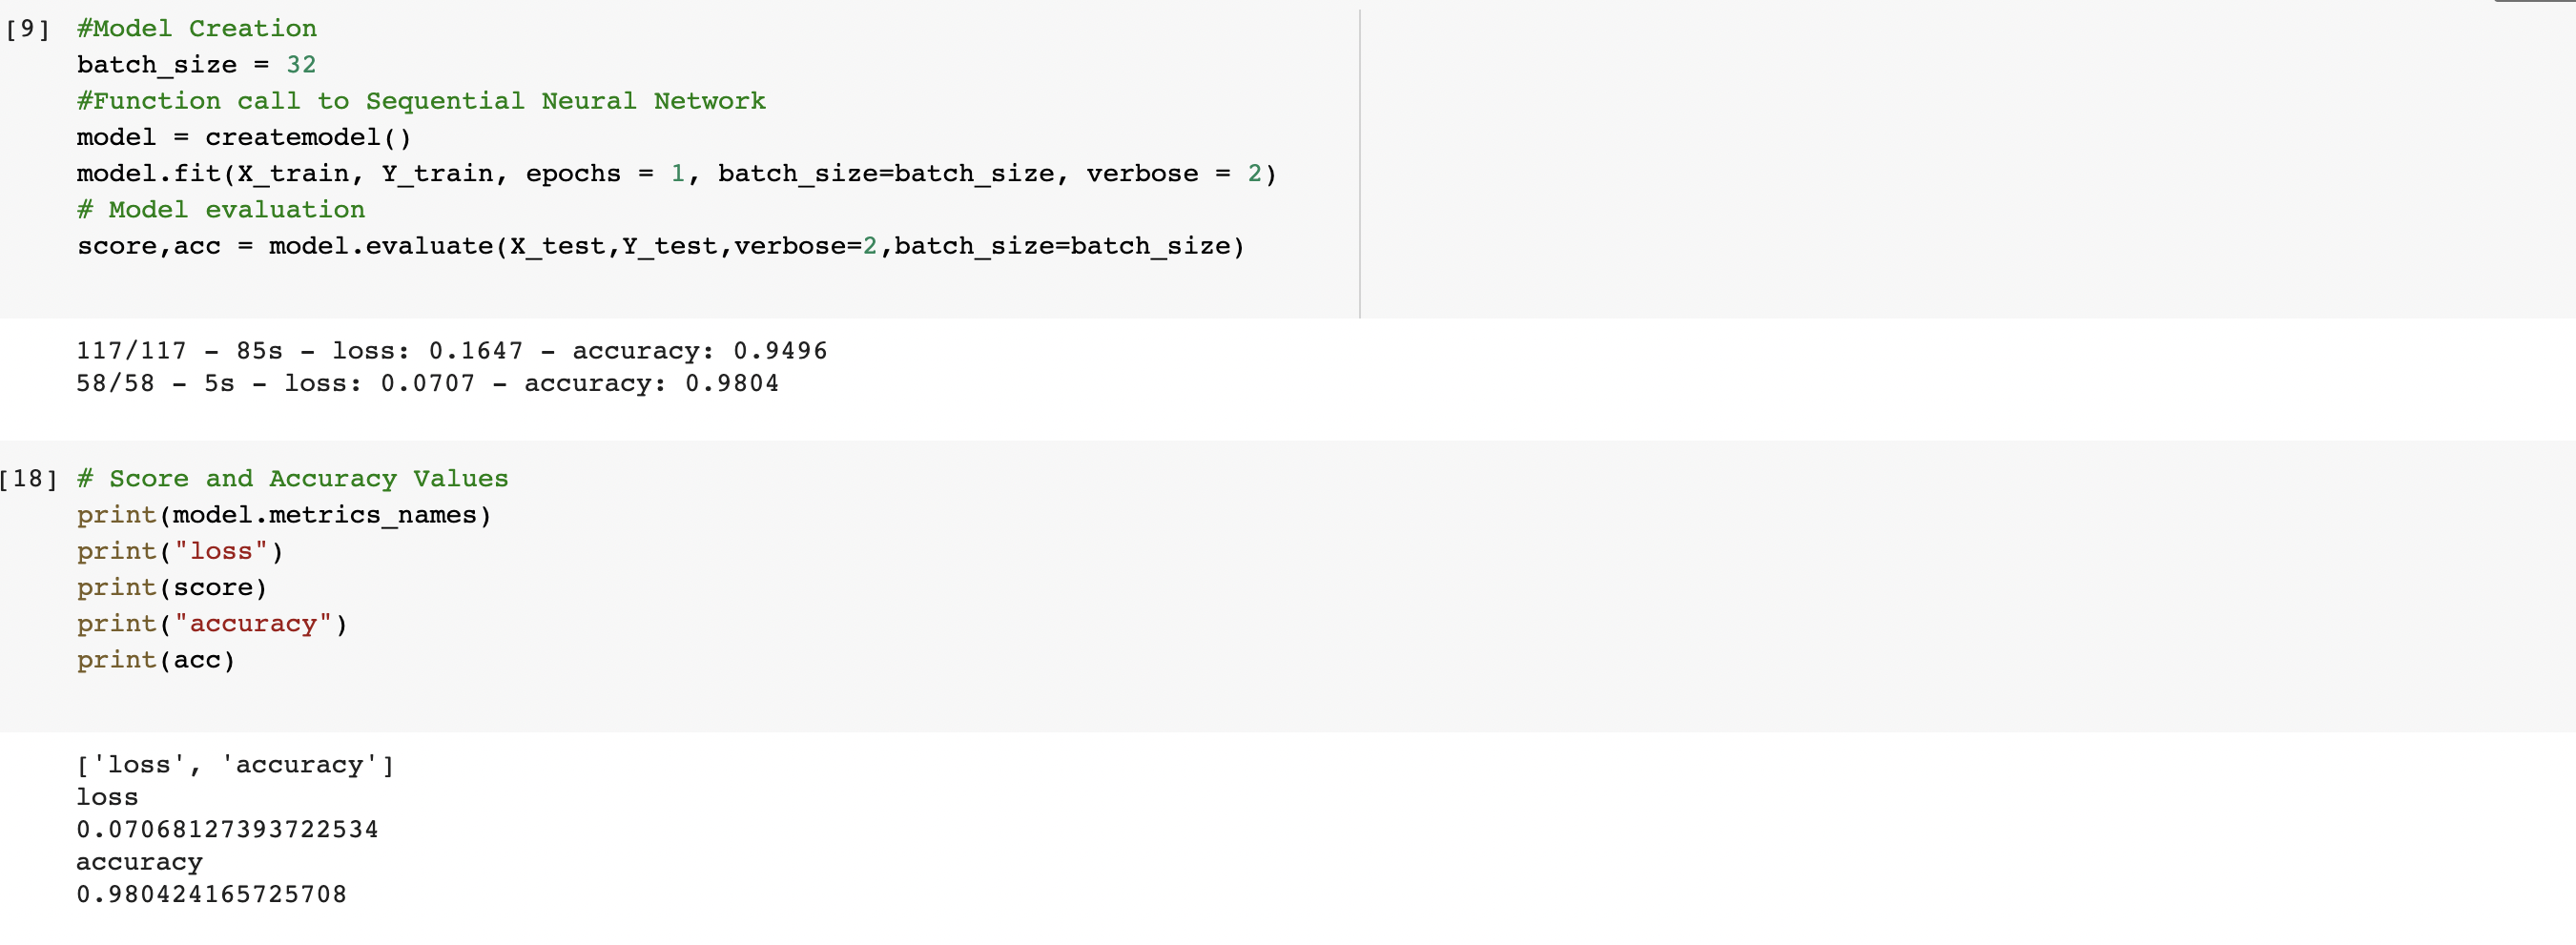 [9] #Model Creation
batch_size = 32
#Function call to Sequential Neural Network
model = createmodel()
model.fit(X_train, Y_train, epochs = 1, batch_size=batch_size, verbose = 2)
# Model evaluation
score,acc = model.evaluate(X_test,Y_test,verbose=2,batch_size=batch_size)
117/117 - 85s - loss: 0.1647 - accuracy: 0.9496
58/58 - 5s - loss: 0.0707 - accuracy: 0.9804
[18] # Score and Accuracy Values
print(model.metrics_names)
print("loss")
print(score)
print("accuracy")
print(acc)
['loss', 'accuracy']
loss
0.07068127393722534
accuracy
0.980424165725708